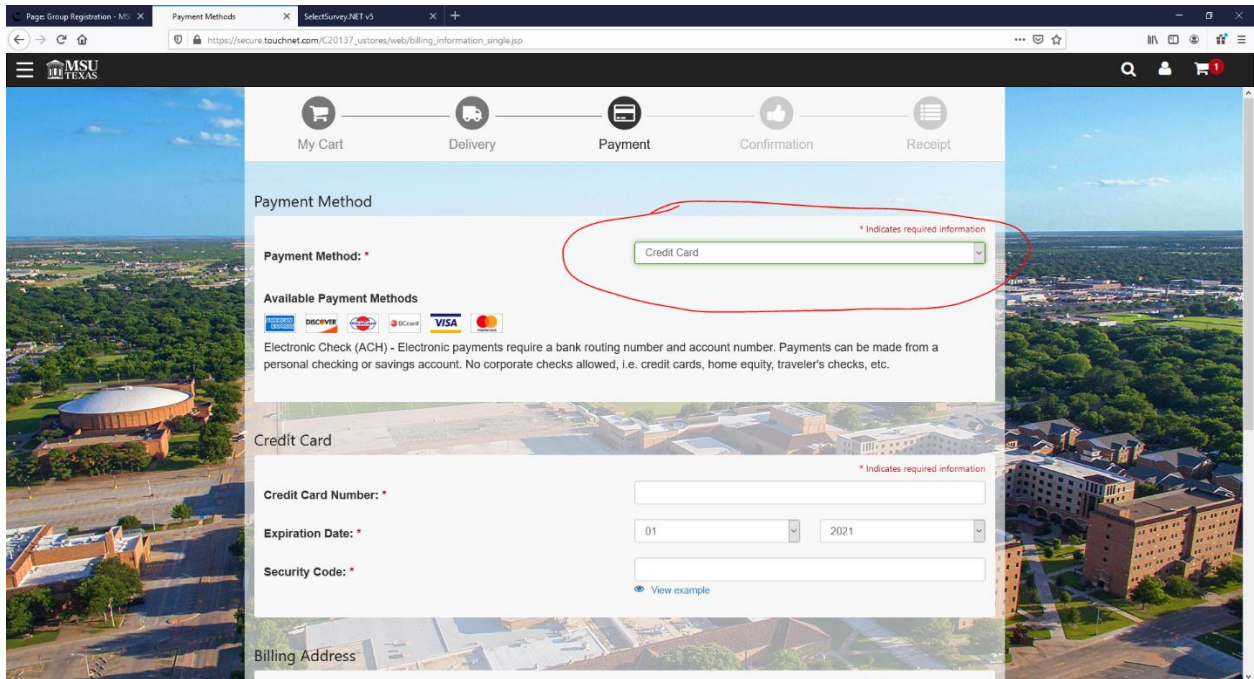 Page: Group Registration - MS
Payment Methods
SelectSurvey.NET v5
https://secure.touchnet.com/C20137_ustores/web/billing_information_single.jsp
MSU
TEXAS
1
My Cart
Delivery
Payment
Confirmation
Receipt
Payment Method
* Indicates required information
Payment Method: *
Credit Card
Available Payment Methods
AMERICAN EXPRESS
DISCOVER
VISA
Electronic Check (ACH) - Electronic payments require a bank routing number and account number. Payments can be made from a
personal checking or savings account. No corporate checks allowed, i.e. credit cards, home equity, traveler's checks, etc.
Credit Card
* Indicates required information
Credit Card Number: *
Expiration Date: *
01
2021
Security Code: *
View example
Billing Address